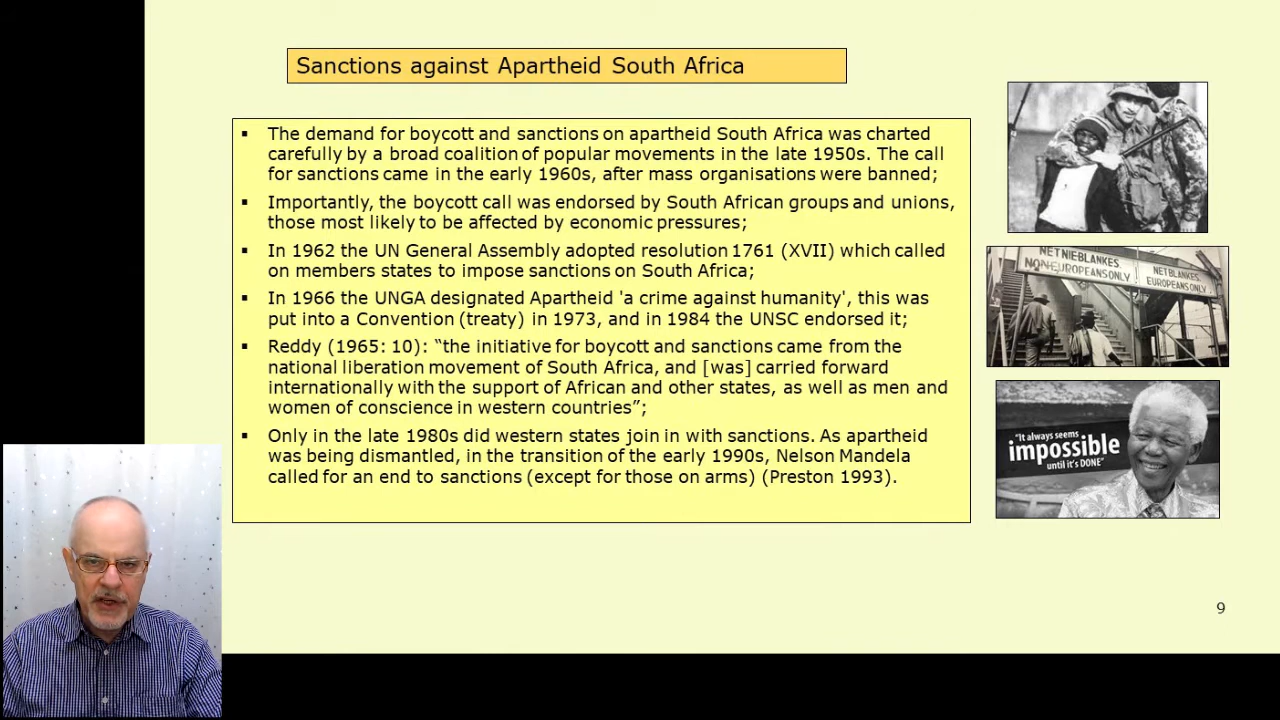 Sanctions against Apartheid South Africa
▪ The demand for boycott and sanctions on apartheid South Africa was charted
carefully by a broad coalition of popular movements in the late 1950s. The call
for sanctions came in the early 1960s, after mass organisations were banned;
▪ Importantly, the boycott call was endorsed by South African groups and unions,
those most likely to be affected by economic pressures;
▪ In 1962 the UN General Assembly adopted resolution 1761 (XVII) which called
on members states to impose sanctions on South Africa;
▪ In 1966 the UNGA designated Apartheid 'a crime against humanity', this was
put into a Convention (treaty) in 1973, and in 1984 the UNSC endorsed it;
▪ Reddy (1965: 10): “the initiative for boycott and sanctions came from the
national liberation movement of South Africa, and [was] carried forward
internationally with the support of African and other states, as well as men and
women of conscience in western countries”;
▪ Only in the late 1980s did western states join in with sanctions. As apartheid
was being dismantled, in the transition of the early 1990s, Nelson Mandela
called for an end to sanctions (except for those on arms) (Preston 1993).
NET NIEBLANKES.
NON-EUROPEANS ONLY
NET BLANKES.
EUROPEANS ONLY.
"It always seems
impossible
until it's DONE"
9